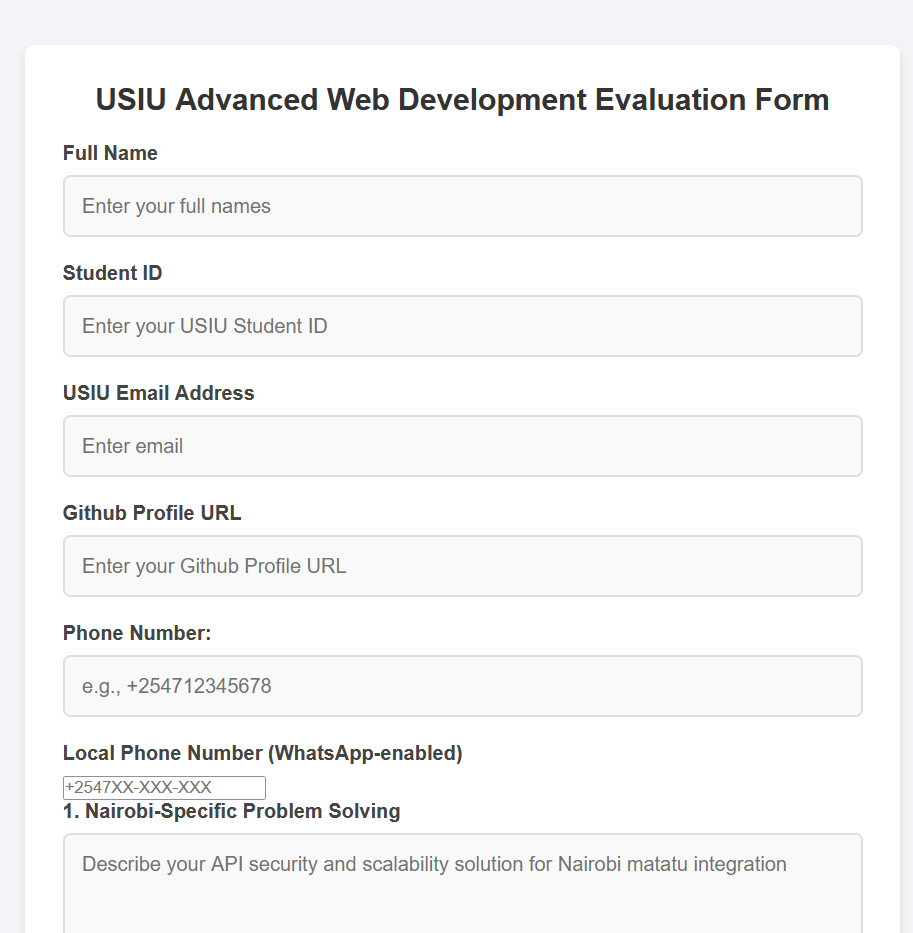 USIU Advanced Web Development Evaluation Form
Full Name
Enter your full names
Student ID
Enter your USIU Student ID
USIU Email Address
Enter email
Github Profile URL
Enter your Github Profile URL
Phone Number:
e.g., +254712345678
Local Phone Number (WhatsApp-enabled)
+2547XX-XXX-XXX
1. Nairobi-Specific Problem Solving
Describe your API security and scalability solution for Nairobi matatu integration